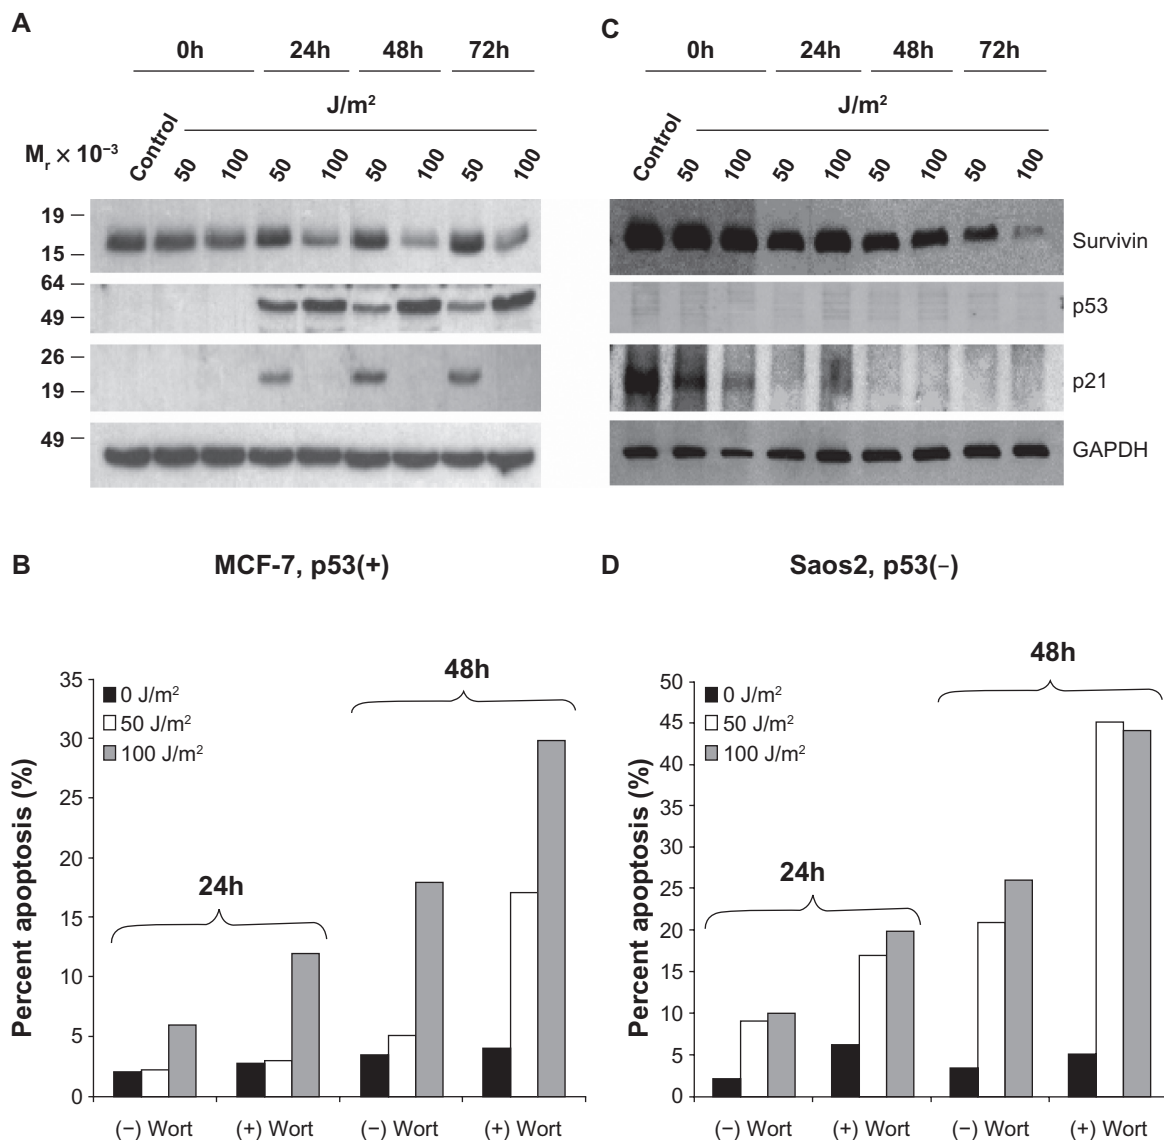 A
0h 24h 48h 72h
J/m²
Mᵣ × 10⁻³
Control 50 100 50 100 50 100 50 100
19
15
64
49
26
19
49
C
0h 24h 48h 72h
J/m²
Control 50 100 50 100 50 100 50 100
Survivin
p53
p21
GAPDH
B MCF-7, p53(+)
Percent apoptosis (%)
35
30
25
20
15
10
5
0
0 J/m²
50 J/m²
100 J/m²
24h
48h
(−) Wort (+) Wort (−) Wort (+) Wort
D Saos2, p53(−)
Percent apoptosis (%)
50
45
40
35
30
25
20
15
10
5
0
0 J/m²
50 J/m²
100 J/m²
24h
48h
(−) Wort (+) Wort (−) Wort (+) Wort